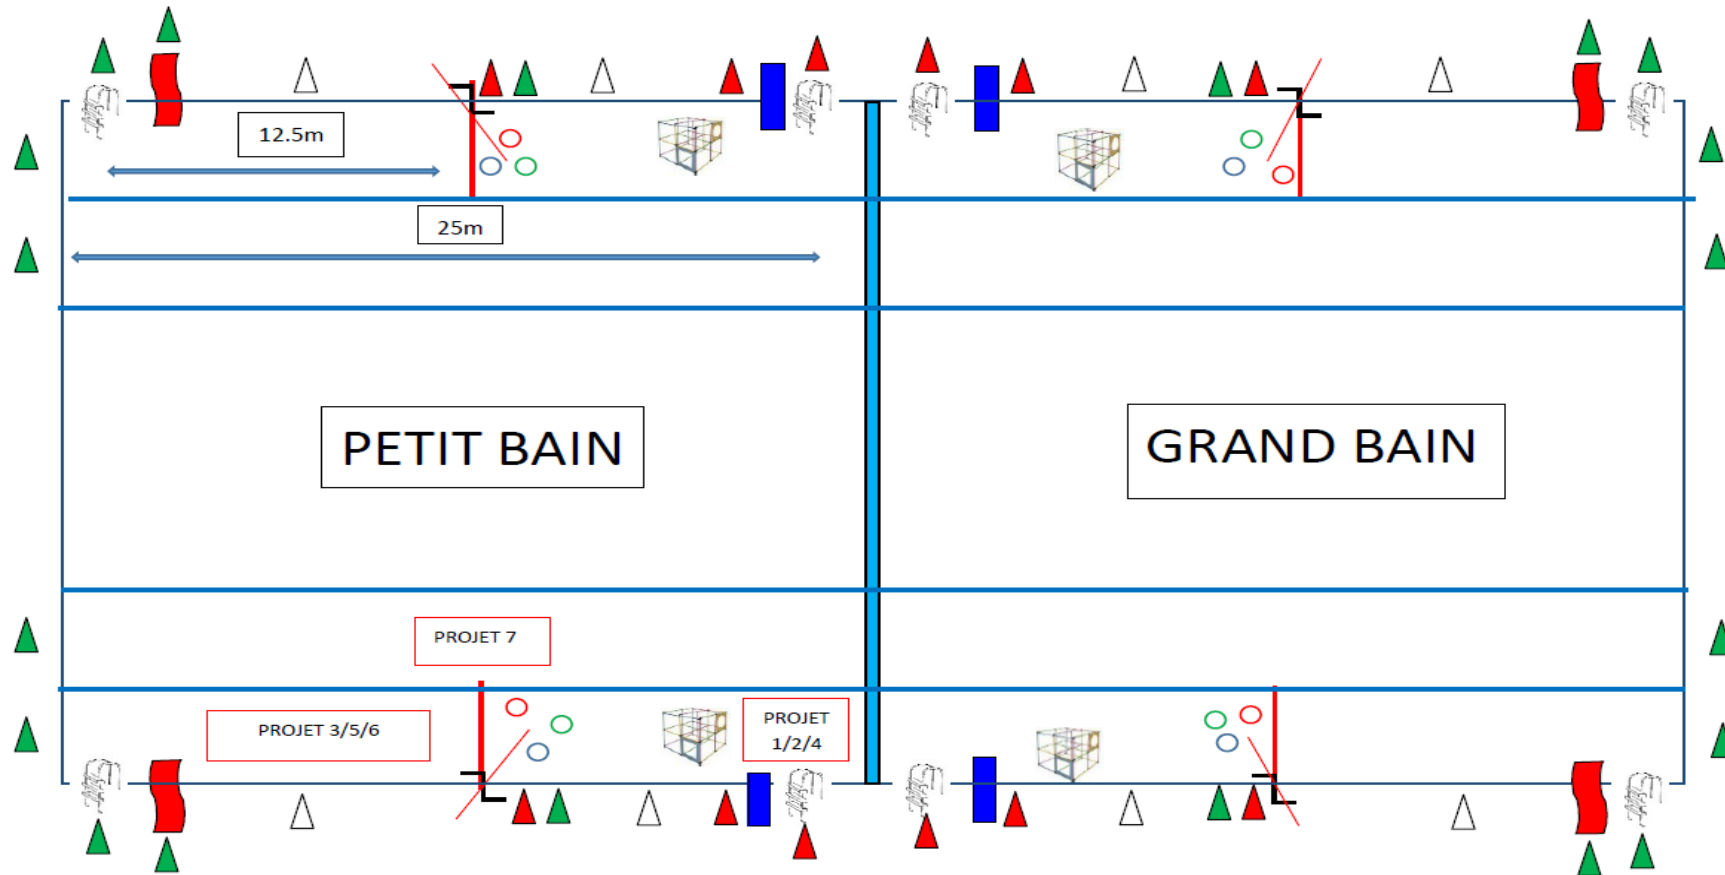 12.5m
25m
PETIT BAIN
GRAND BAIN
PROJET 7
PROJET 3/5/6
PROJET
1/2/4